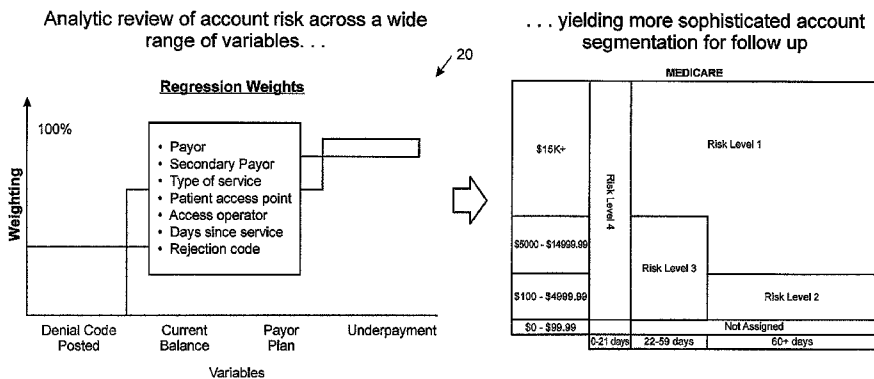 Analytic review of account risk across a wide
range of variables. . .
. . . yielding more sophisticated account
segmentation for follow up
20
Regression Weights
100%
Weighting
• Payor
• Secondary Payor
• Type of service
• Patient access point
• Access operator
• Days since service
• Rejection code
Denial Code
Posted
Current
Balance
Payor
Plan
Underpayment
Variables
MEDICARE
$15K+
Risk Level 4
Risk Level 1
$5000 - $14999.99
Risk Level 3
$100 - $4999.99
Risk Level 2
$0 - $99.99
Not Assigned
0-21 days
22-59 days
60+ days